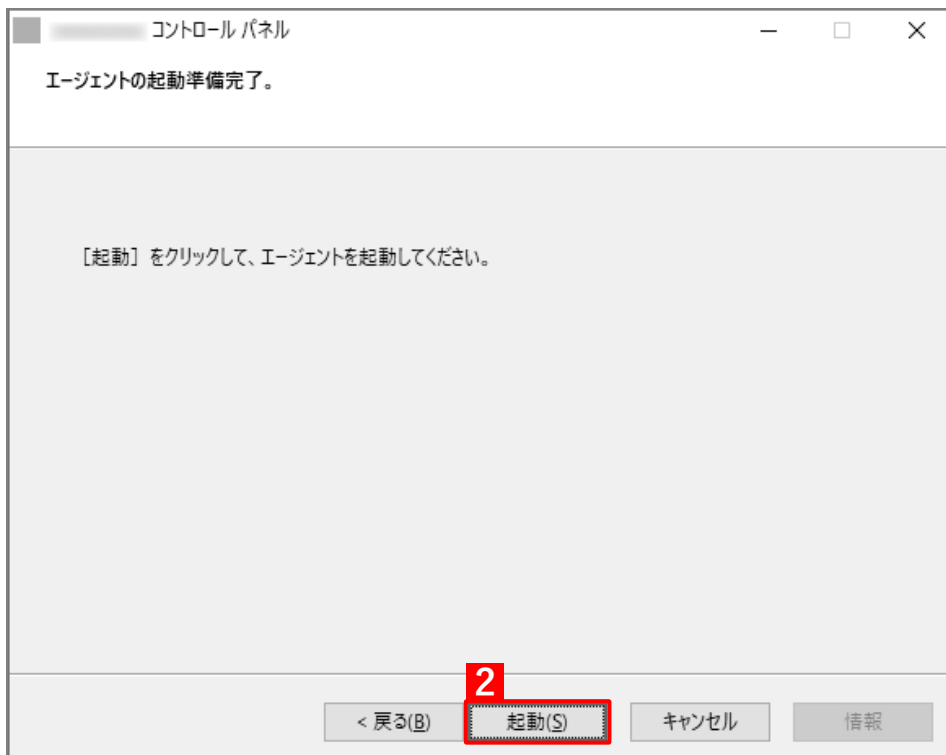 コントロール パネル
エージェントの起動準備完了。
［起動］をクリックして、エージェントを起動してください。
2
< 戻る(B)
起動(S)
キャンセル
情報